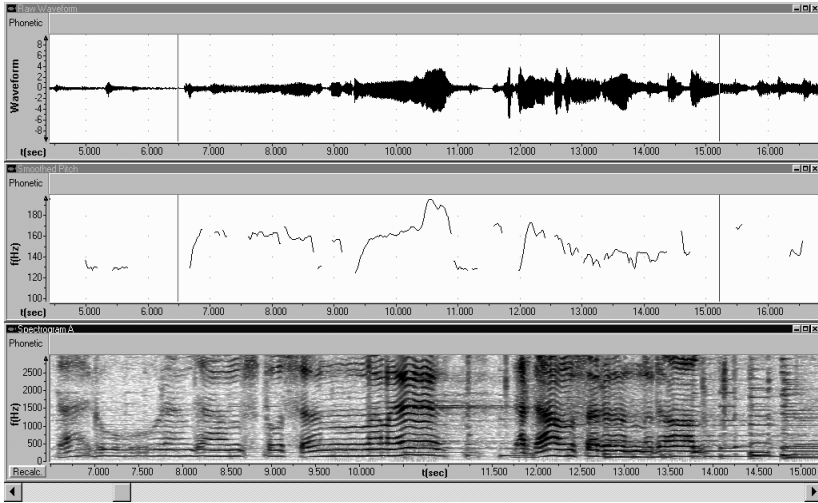 Raw Waveform
Phonetic
Waveform
8
6
4
2
0
-2
-4
-6
-8
t(sec) 5.000 6.000 7.000 8.000 9.000 10.000 11.000 12.000 13.000 14.000 15.000 16.000
Smoothed Pitch
Phonetic
f(Hz)
180
160
140
120
100
t(sec) 5.000 6.000 7.000 8.000 9.000 10.000 11.000 12.000 13.000 14.000 15.000 16.000
Spectrogram A
Phonetic
f(Hz)
2500
2000
1500
1000
500
0
Recalc. 7.000 7.500 8.000 8.500 9.000 9.500 10.000 t(sec) 11.500 12.000 12.500 13.000 13.500 14.000 14.500 15.000